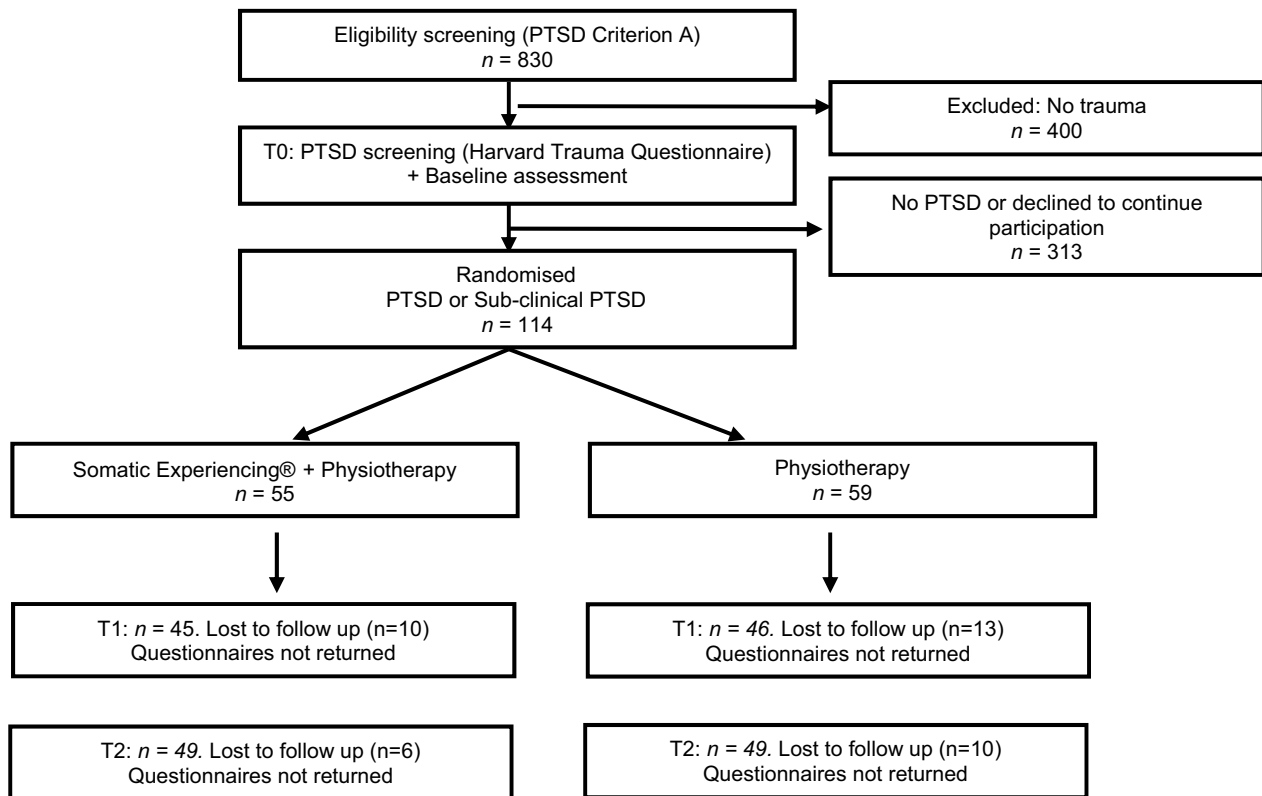 Eligibility screening (PTSD Criterion A)
n = 830
Excluded: No trauma
n = 400
T0: PTSD screening (Harvard Trauma Questionnaire)
+ Baseline assessment
No PTSD or declined to continue
participation
n = 313
Randomised
PTSD or Sub-clinical PTSD
n = 114
Somatic Experiencing® + Physiotherapy
n = 55
Physiotherapy
n = 59
T1: n = 45. Lost to follow up (n=10)
Questionnaires not returned
T1: n = 46. Lost to follow up (n=13)
Questionnaires not returned
T2: n = 49. Lost to follow up (n=6)
Questionnaires not returned
T2: n = 49. Lost to follow up (n=10)
Questionnaires not returned